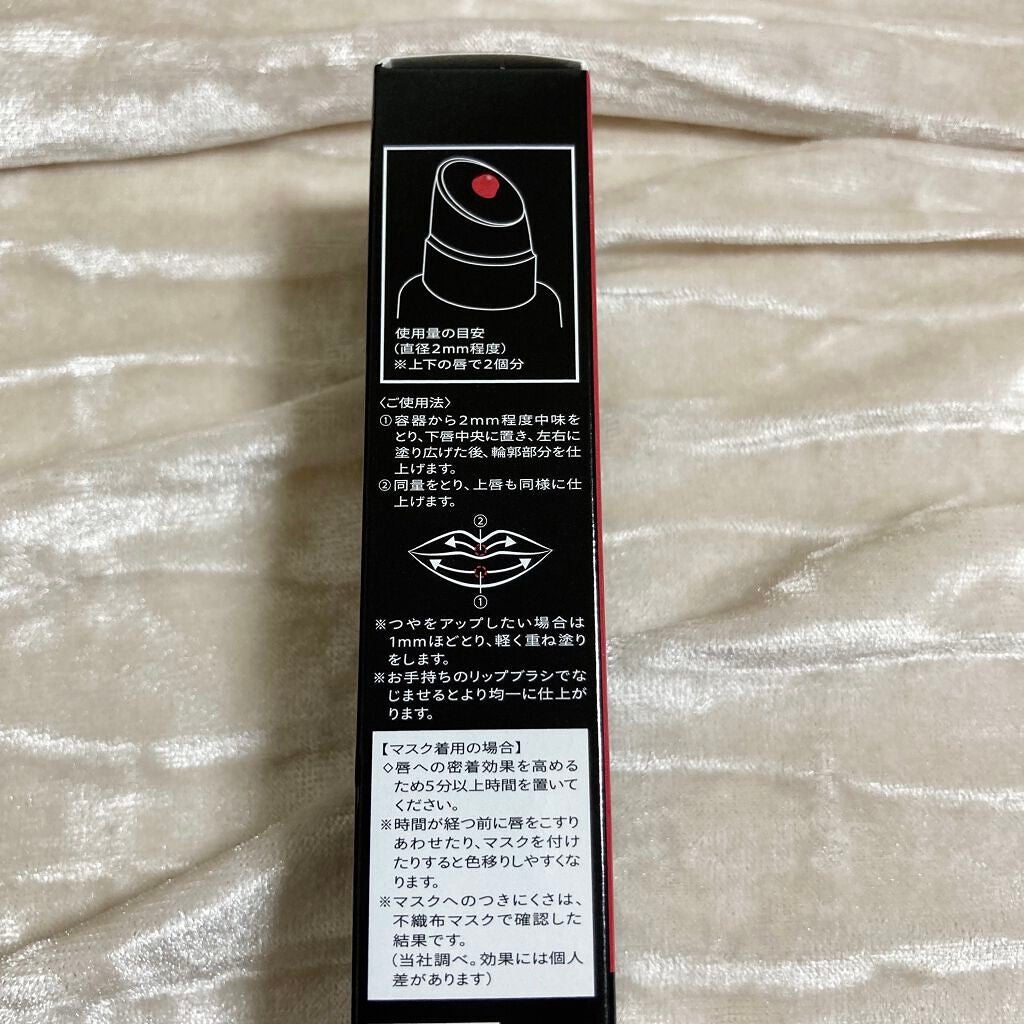 使用量の目安
(直径2mm程度)
※上下の唇で2個分
〈ご使用法〉
①容器から2mm程度中味を
とり、下唇中央に置き、左右に
塗り広げた後、輪郭部分を仕
上げます。
②同量をとり、上唇も同様に仕
上げます。
②
①
※つやをアップしたい場合は
1mmほどとり、軽く重ね塗り
をします。
※お手持ちのリップブラシでな
じませるとより均一に仕上が
ります。
【マスク着用の場合】
◇唇への密着効果を高める
ため5分以上時間を置いて
ください。
※時間が経つ前に唇をこすり
あわせたり、マスクを付け
たりすると色移りしやすくな
ります。
※マスクへのつきにくさは、
不織布マスクで確認した
結果です。
(当社調べ。効果には個人
差があります)